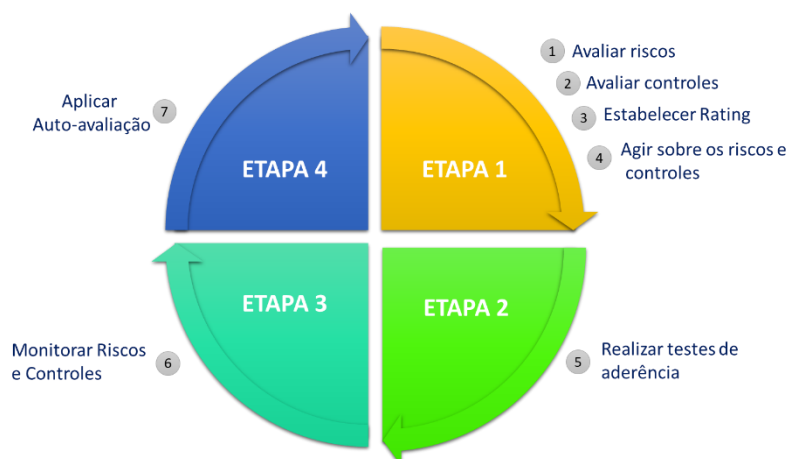 ETAPA 1
1 Avaliar riscos
2 Avaliar controles
3 Estabelecer Rating
4 Agir sobre os riscos e
controles
ETAPA 2
5 Realizar testes de
aderência
ETAPA 3
6 Monitorar Riscos
e Controles
ETAPA 4
7 Aplicar
Auto-avaliação